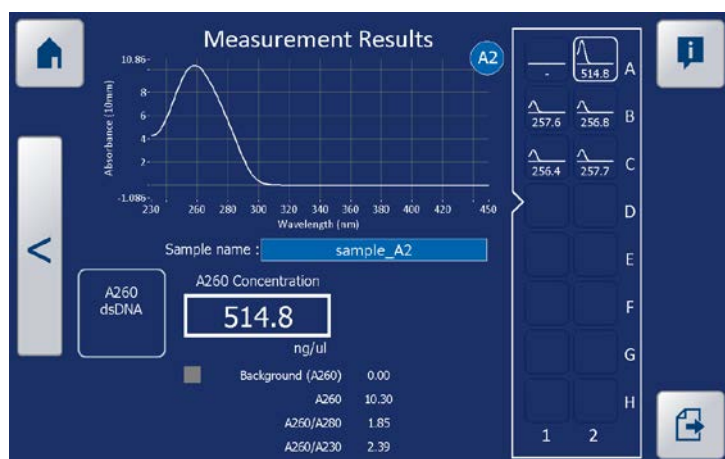 Measurement Results
A2
i
10.86
8
6
4
2
-1.086
Absorbance (10mm)
230 260 280 300 320 340 360 380 400 420 450
Wavelength (nm)
Sample name : sample_A2
A260
dsDNA
A260 Concentration
514.8
ng/ul
Background (A260) 0.00
A260 10.30
A260/A280 1.85
A260/A230 2.39
- 514.8 A
257.6 256.8 B
256.4 257.7 C
D
E
F
G
H
1 2
<